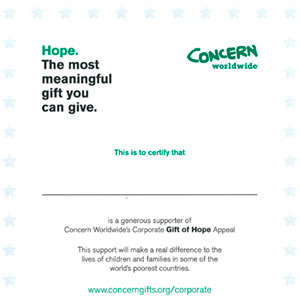 Hope.
The most
meaningful
gift you
can give.
CONCERN
worldwide
This is to certify that
is a generous supporter of
Concern Worldwide's Corporate Gift of Hope Appeal
This support will make a real difference to the
lives of children and families in some of the
world's poorest countries.
www.concerngifts.org/corporate